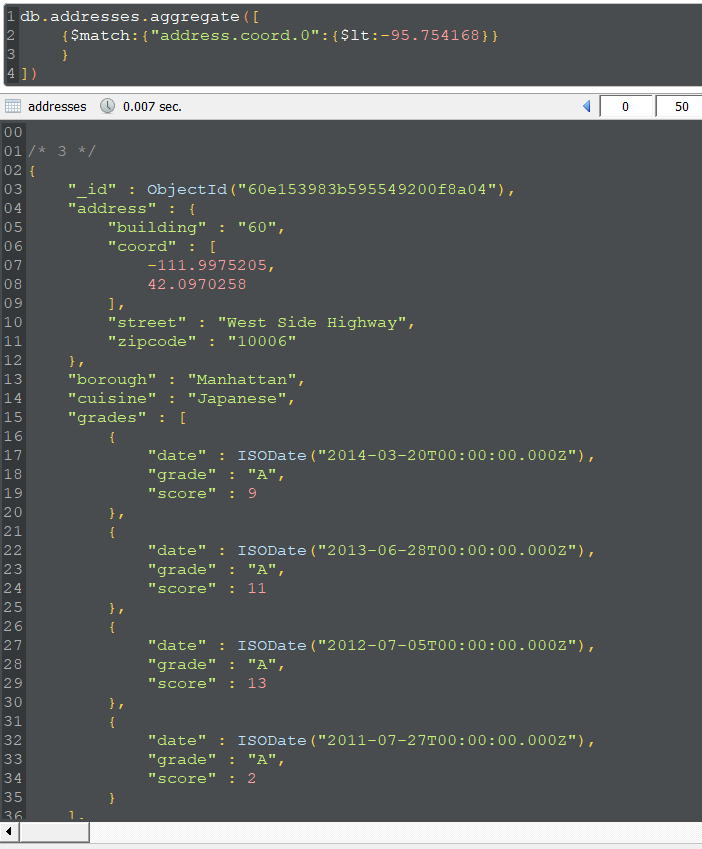 1 db.addresses.aggregate([
2     {$match:{"address.coord.0":{$lt:-95.754168}}
3     }
4 ])
addresses 0.007 sec. 0 50
00
01 /* 3 */
02 {
03     "_id" : ObjectId("60e153983b595549200f8a04"),
04     "address" : {
05         "building" : "60",
06         "coord" : [
07             -111.9975205,
08             42.0970258
09         ],
10         "street" : "West Side Highway",
11         "zipcode" : "10006"
12     },
13     "borough" : "Manhattan",
14     "cuisine" : "Japanese",
15     "grades" : [
16         {
17             "date" : ISODate("2014-03-20T00:00:00.000Z"),
18             "grade" : "A",
19             "score" : 9
20         },
21         {
22             "date" : ISODate("2013-06-28T00:00:00.000Z"),
23             "grade" : "A",
24             "score" : 11
25         },
26         {
27             "date" : ISODate("2012-07-05T00:00:00.000Z"),
28             "grade" : "A",
29             "score" : 13
30         },
31         {
32             "date" : ISODate("2011-07-27T00:00:00.000Z"),
33             "grade" : "A",
34             "score" : 2
35         }
36     ],